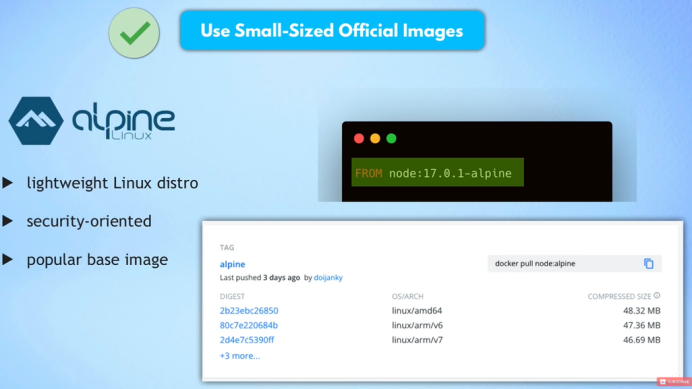 Use Small-Sized Official Images
alpine
Linux
lightweight Linux distro
security-oriented
popular base image
FROM node:17.0.1-alpine
TAG
alpine
docker pull node:alpine
Last pushed 3 days ago by doijanky
DIGEST OS/ARCH COMPRESSED SIZE
2b23ebc26850 linux/amd64 48.32 MB
80c7e220684b linux/arm/v6 47.36 MB
2d4e7c5390ff linux/arm/v7 46.69 MB
+3 more...